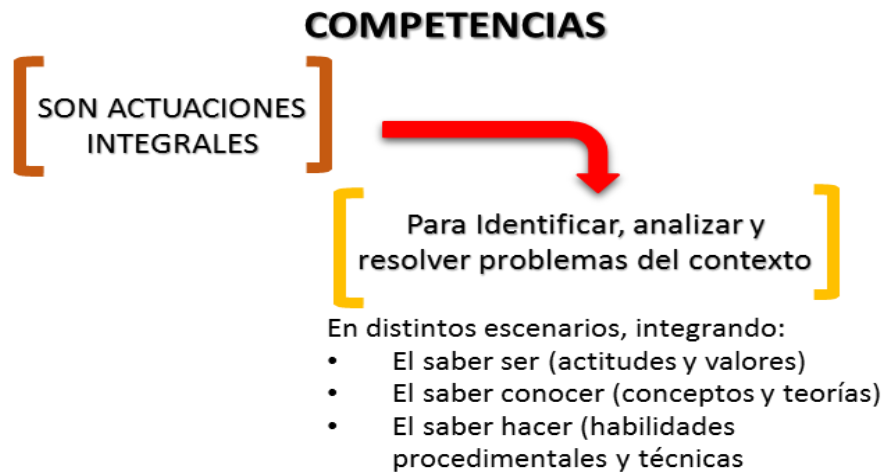 COMPETENCIAS
SON ACTUACIONES
INTEGRALES
Para Identificar, analizar y
resolver problemas del contexto
En distintos escenarios, integrando:
• El saber ser (actitudes y valores)
• El saber conocer (conceptos y teorías)
• El saber hacer (habilidades
procedimentales y técnicas